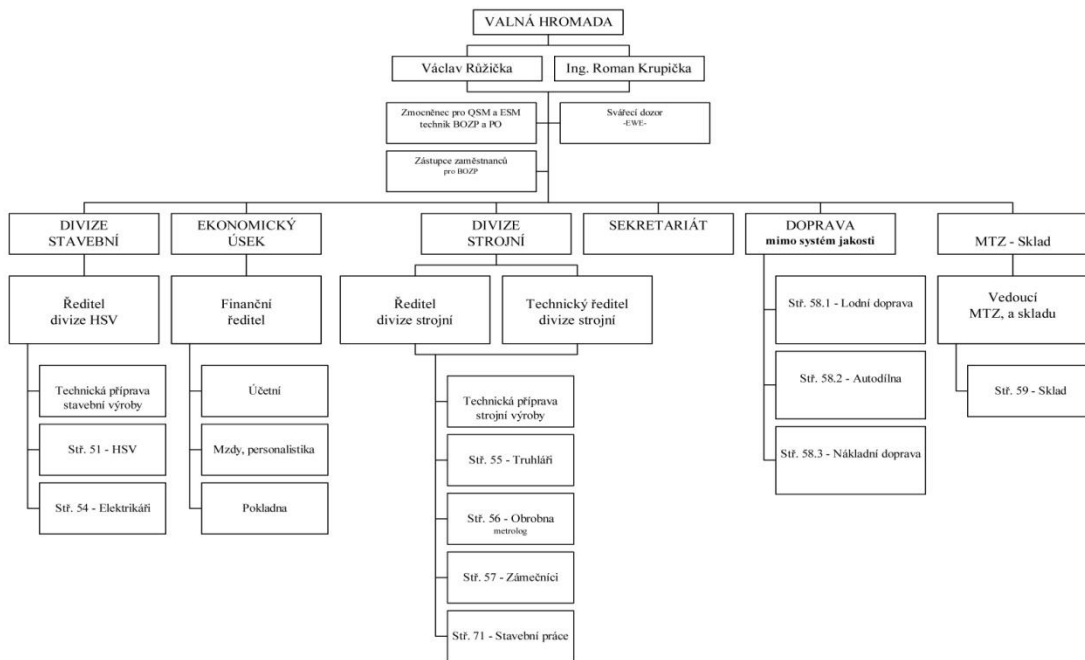 VALNÁ HROMADA
Václav Růžička
Ing. Roman Krupička
Zmocněnec pro QSM a ESM
technik BOZP a PO
Svářecí dozor
-EWE-
Zástupce zaměstnanců
pro BOZP
DIVIZE
STAVEBNÍ
EKONOMICKÝ
ÚSEK
DIVIZE
STROJNÍ
SEKRETARIÁT
DOPRAVA
mimo systém jakosti
MTZ - Sklad
Ředitel
divize HSV
Finanční
ředitel
Ředitel
divize strojní
Technický ředitel
divize strojní
Stř. 58.1 - Lodní doprava
Vedoucí
MTZ, a skladu
Technická příprava
stavební výroby
Účetní
Technická příprava
strojní výroby
Stř. 58.2 - Autodílna
Stř. 59 - Sklad
Stř. 51 - HSV
Mzdy, personalistika
Stř. 55 - Truhláři
Stř. 58.3 - Nákladní doprava
Stř. 54 - Elektrikáři
Pokladna
Stř. 56 - Obrobna
metrolog
Stř. 57 - Zámečníci
Stř. 71 - Stavební práce